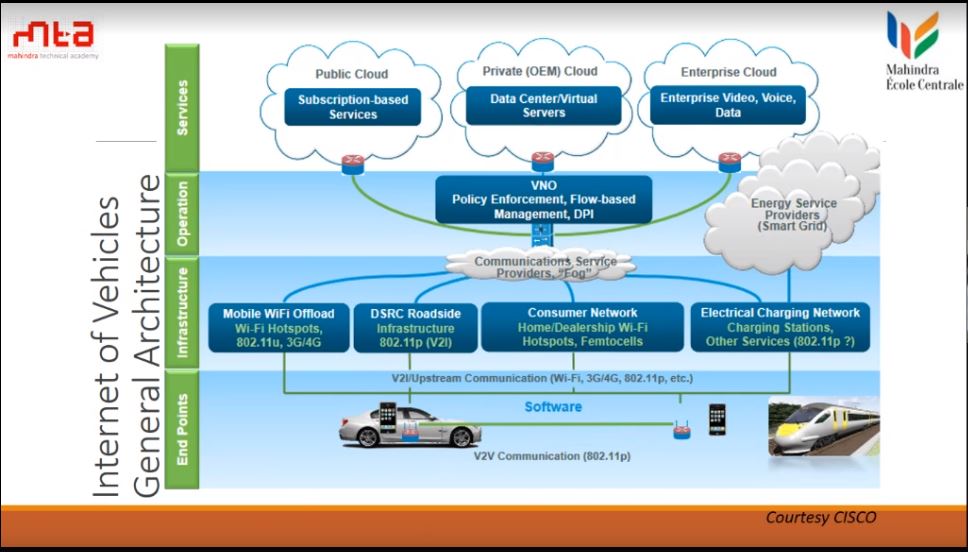 mta
mahindra technical academy
Mahindra
École Centrale
Internet of Vehicles
General Architecture
Services
Public Cloud
Subscription-based
Services
Private (OEM) Cloud
Data Center/Virtual
Servers
Enterprise Cloud
Enterprise Video, Voice,
Data
Operation
VNO
Policy Enforcement, Flow-based
Management, DPI
Energy Service
Providers
(Smart Grid)
Communications Service
Providers, "Fog"
Infrastructure
Mobile WiFi Offload
Wi-Fi Hotspots,
802.11u, 3G/4G
DSRC Roadside
Infrastructure
802.11p (V2I)
Consumer Network
Home/Dealership Wi-Fi
Hotspots, Femtocells
Electrical Charging Network
Charging Stations,
Other Services (802.11p ?)
End Points
V2I/Upstream Communication (Wi-Fi, 3G/4G, 802.11p, etc.)
Software
V2V Communication (802.11p)
Courtesy CISCO